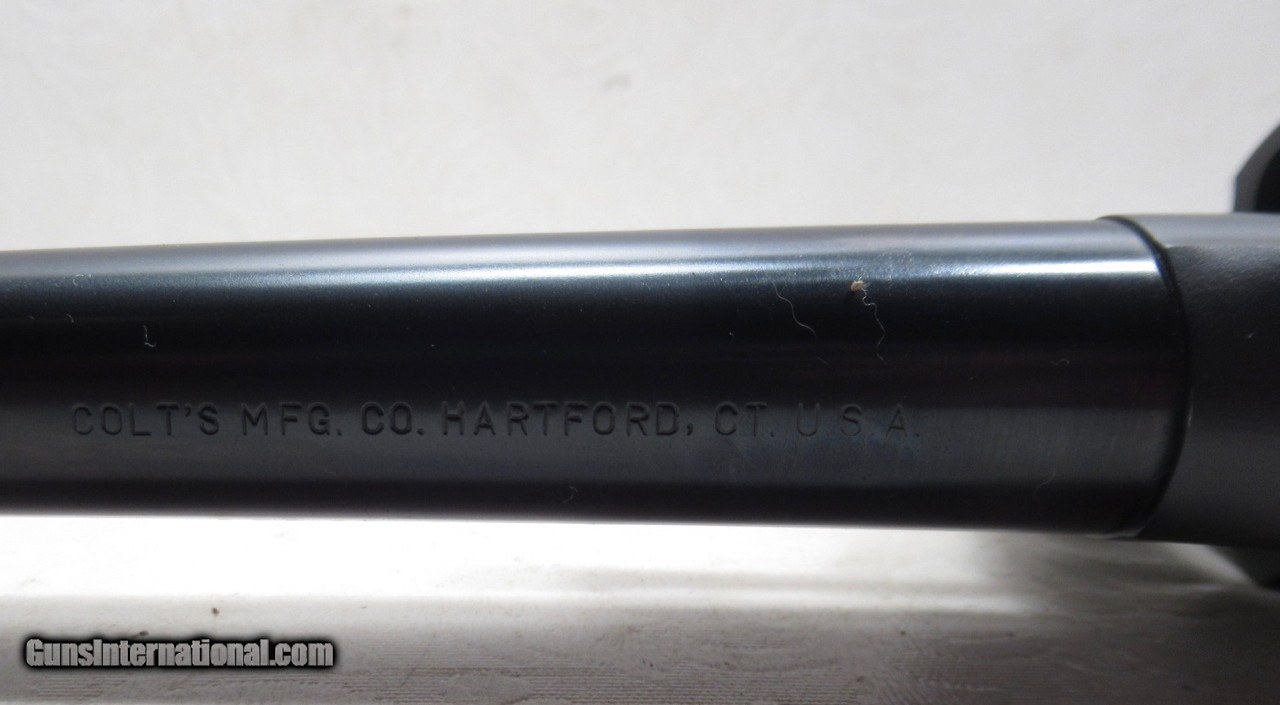 COLT'S MFG. CO. HARTFORD, CT. U.S.A.
GunsInternational.com